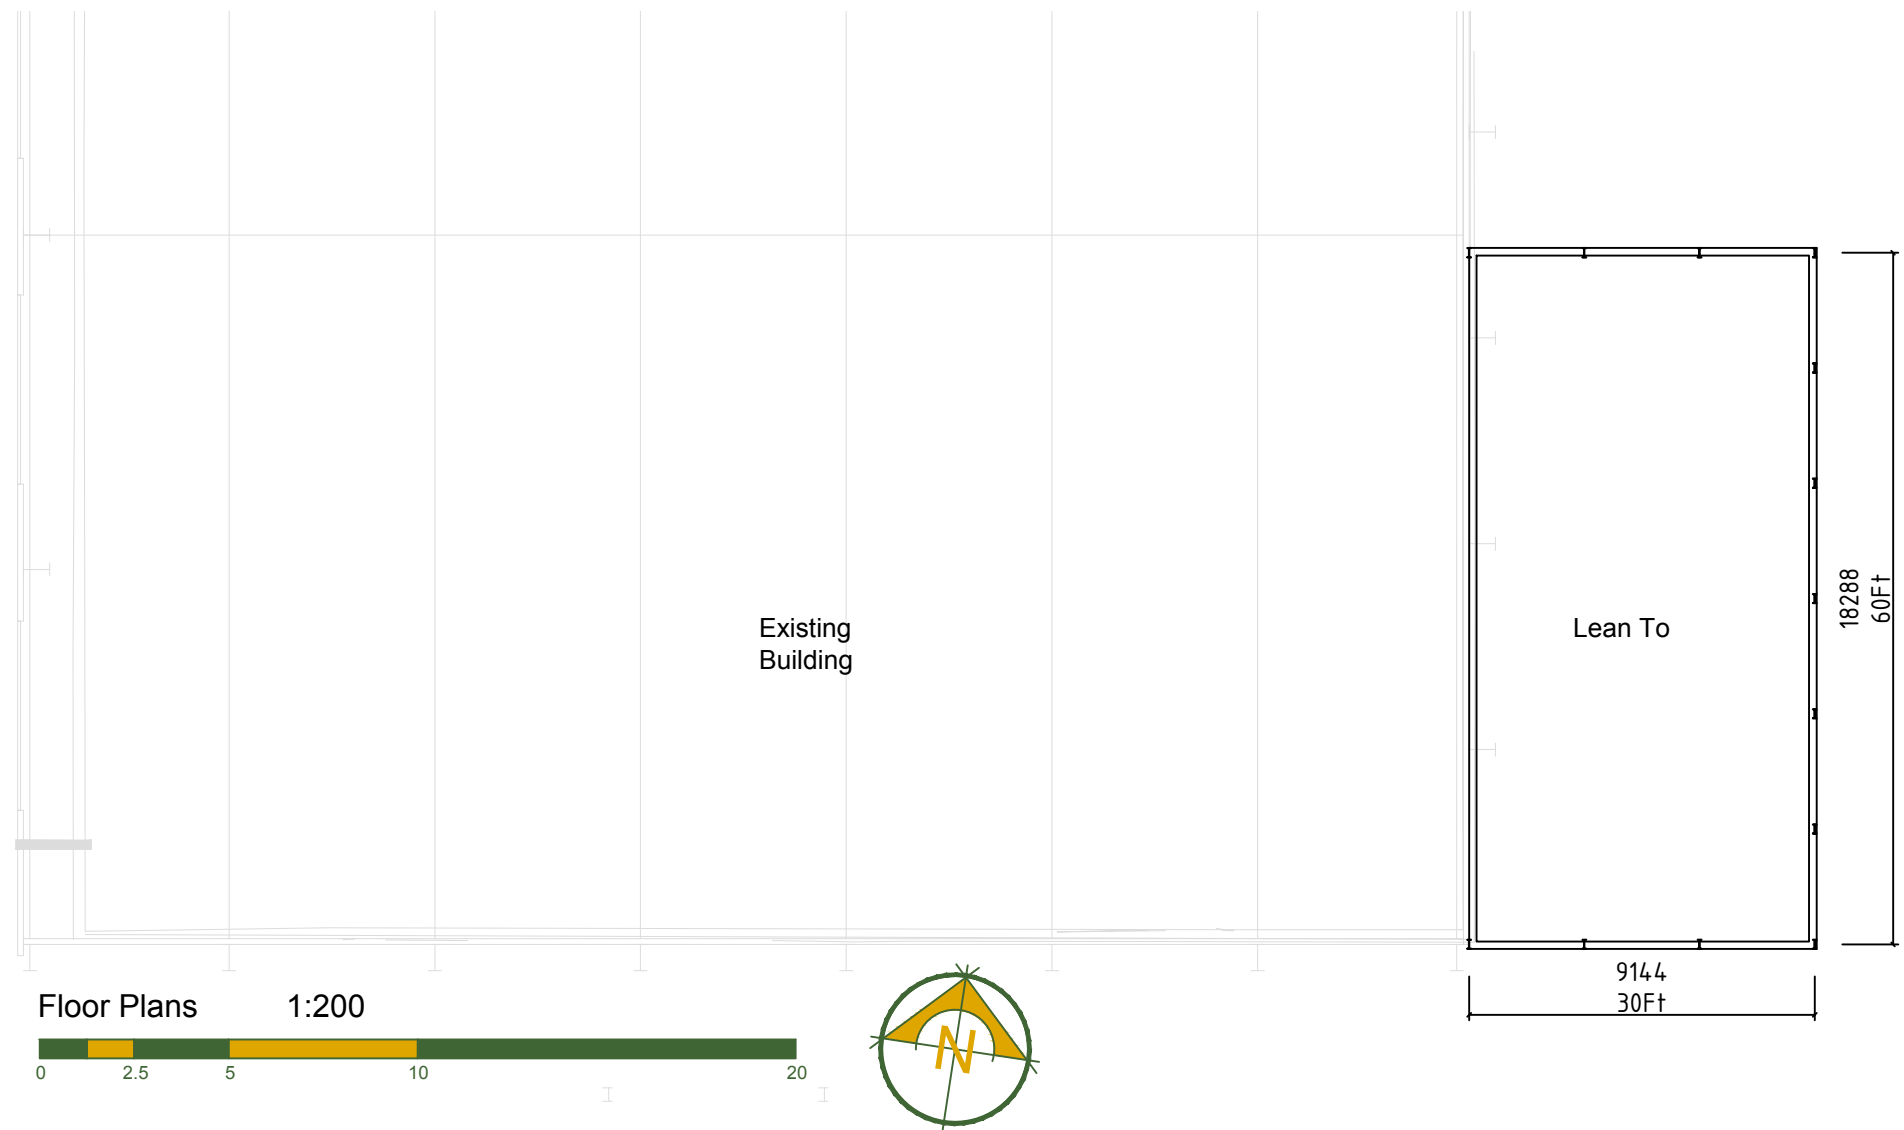 Existing
Building
Lean To
18288
60Ft
9144
30Ft
Floor Plans 1:200
0 2.5 5 10 20
N